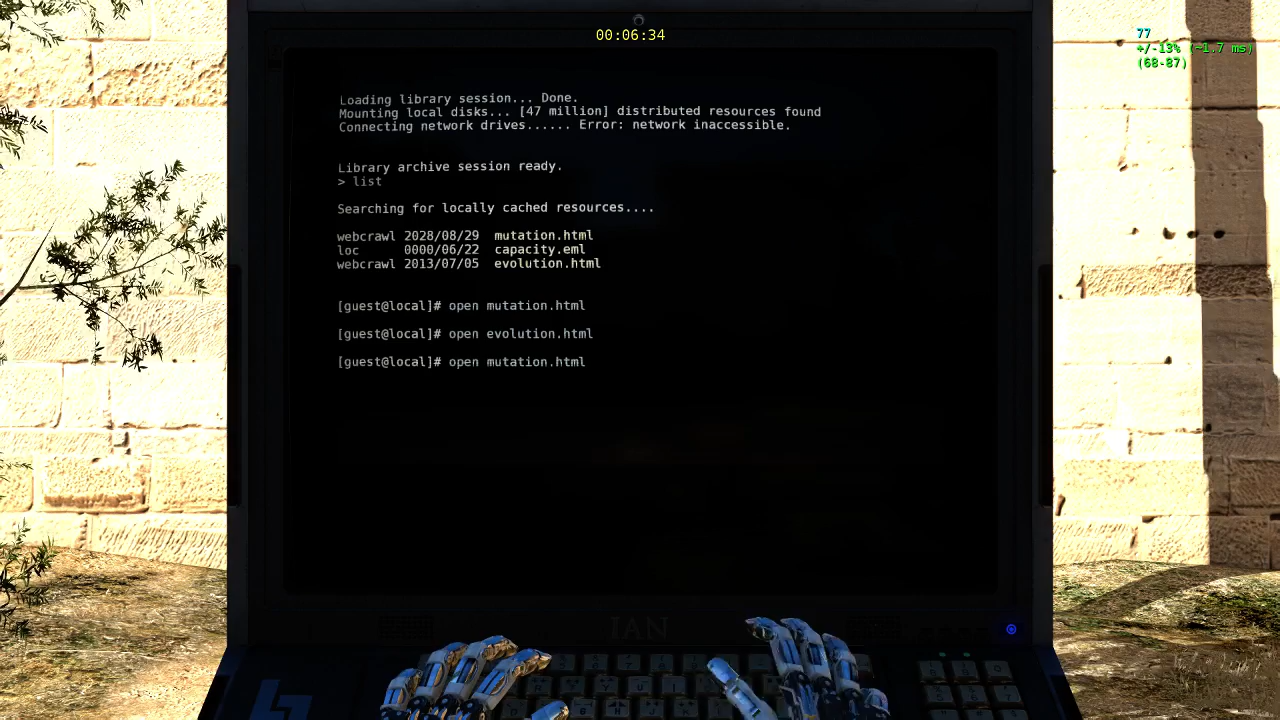 00:06:34
77
+/-13% (~1.7 ms)
(68-87)
Loading library session... Done.
Mounting local disks... [47 million] distributed resources found
Connecting network drives...... Error: network inaccessible.
Library archive session ready.
> list
Searching for locally cached resources....
webcrawl 2028/08/29  mutation.html
loc      0000/06/22  capacity.eml
webcrawl 2013/07/05  evolution.html
[guest@local]# open mutation.html
[guest@local]# open evolution.html
[guest@local]# open mutation.html
IAN